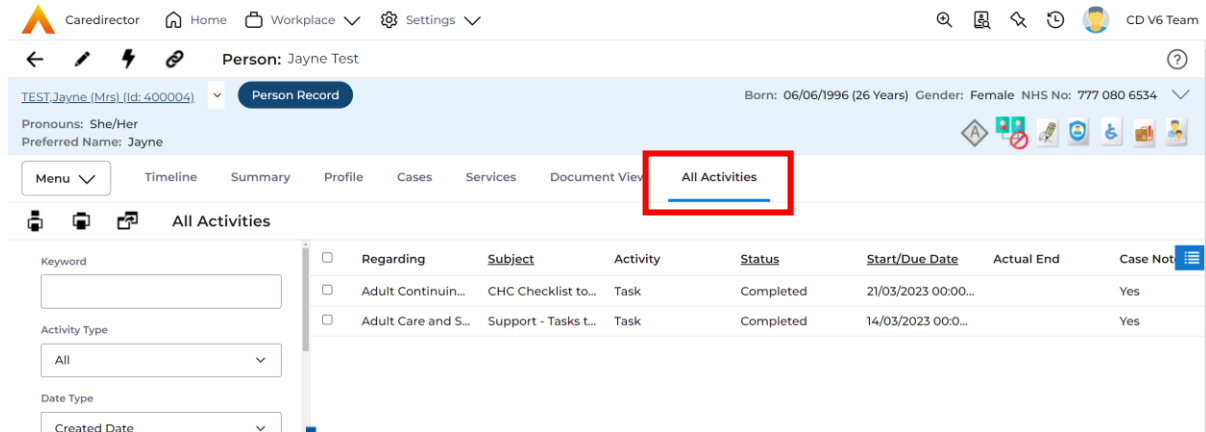 Caredirector Home Workplace Settings CD V6 Team
Person: Jayne Test
TEST,Jayne (Mrs) (Id: 400004) Person Record Born: 06/06/1996 (26 Years) Gender: Female NHS No: 777 080 6534
Pronouns: She/Her
Preferred Name: Jayne
Menu Timeline Summary Profile Cases Services Document View All Activities
All Activities
Keyword Regarding Subject Activity Status Start/Due Date Actual End Case Not
Adult Continuin... CHC Checklist to... Task Completed 21/03/2023 00:00... Yes
Adult Care and S... Support - Tasks t... Task Completed 14/03/2023 00:0... Yes
Activity Type
All
Date Type
Created Date